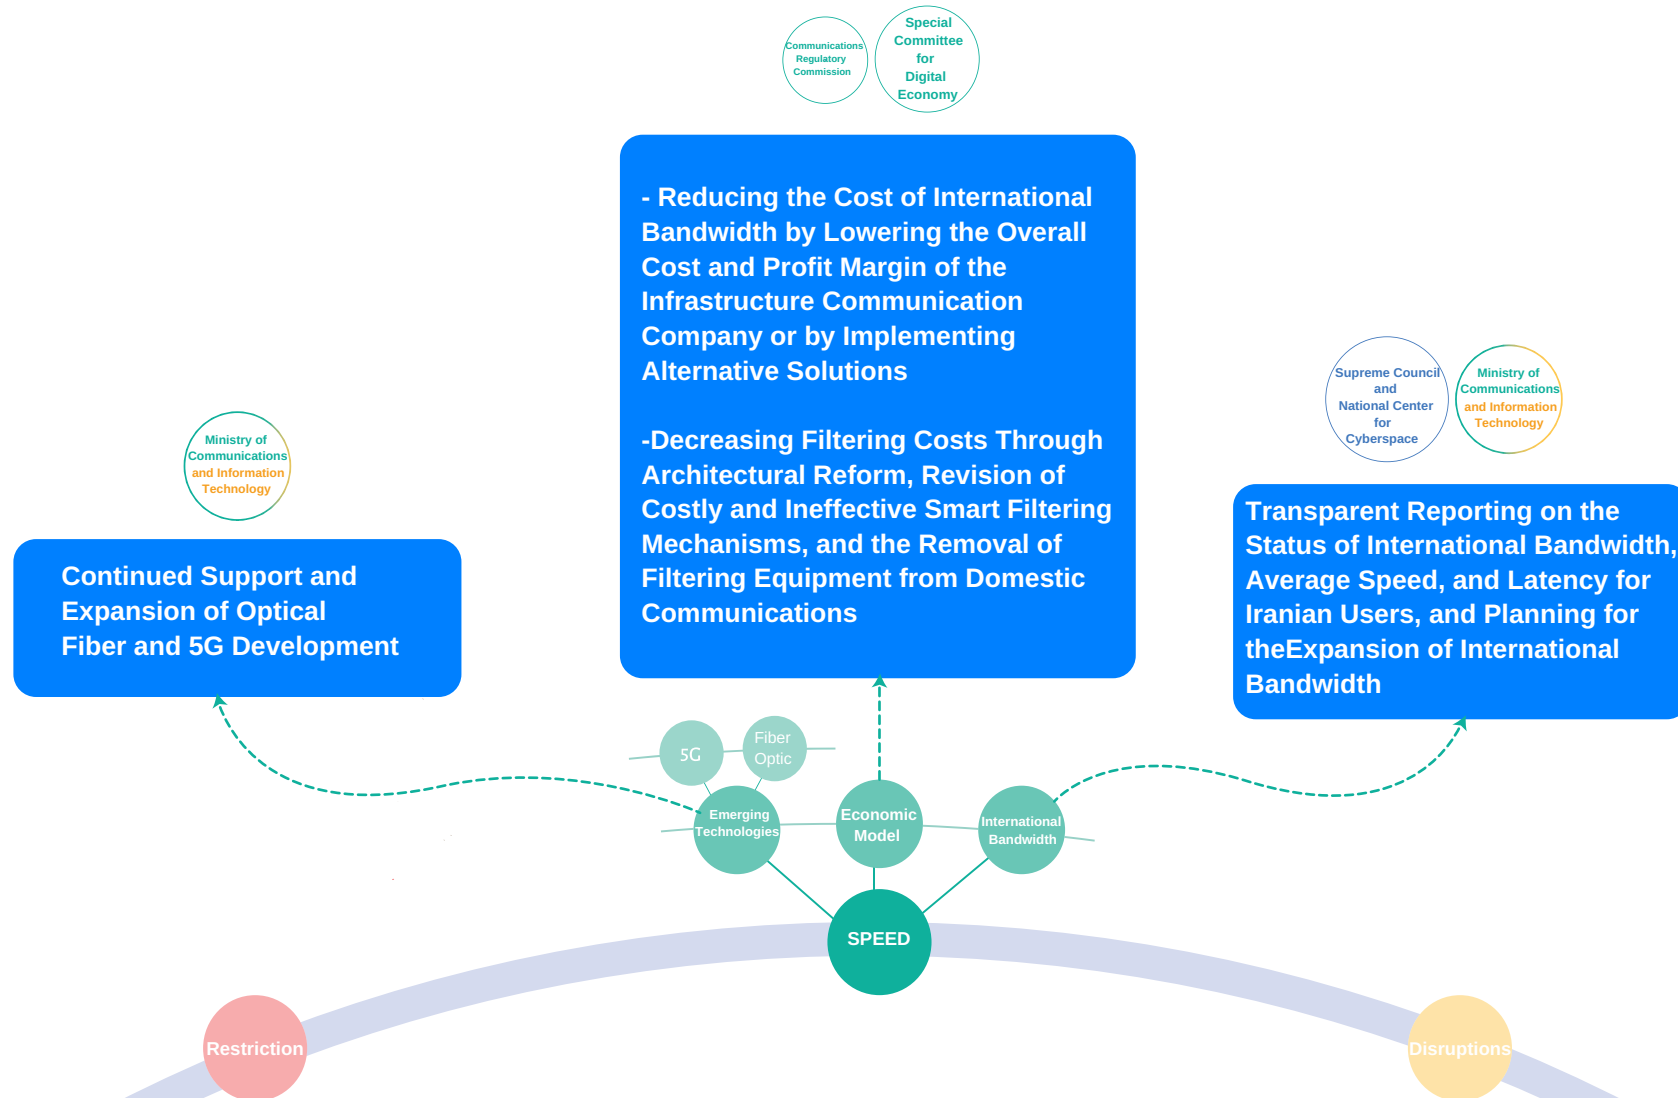 Communications
Regulatory
Commission
Special
Committee
for
Digital
Economy
- Reducing the Cost of International
Bandwidth by Lowering the Overall
Cost and Profit Margin of the
Infrastructure Communication
Company or by Implementing
Alternative Solutions
-Decreasing Filtering Costs Through
Architectural Reform, Revision of
Costly and Ineffective Smart Filtering
Mechanisms, and the Removal of
Filtering Equipment from Domestic
Communications
Supreme Council
and
National Center
for
Cyberspace
Ministry of
Communications
and Information
Technology
Transparent Reporting on the
Status of International Bandwidth,
Average Speed, and Latency for
Iranian Users, and Planning for
theExpansion of International
Bandwidth
Ministry of
Communications
and Information
Technology
Continued Support and
Expansion of Optical
Fiber and 5G Development
5G
Fiber
Optic
Emerging
Technologies
Economic
Model
International
Bandwidth
SPEED
Restriction
Disruptions